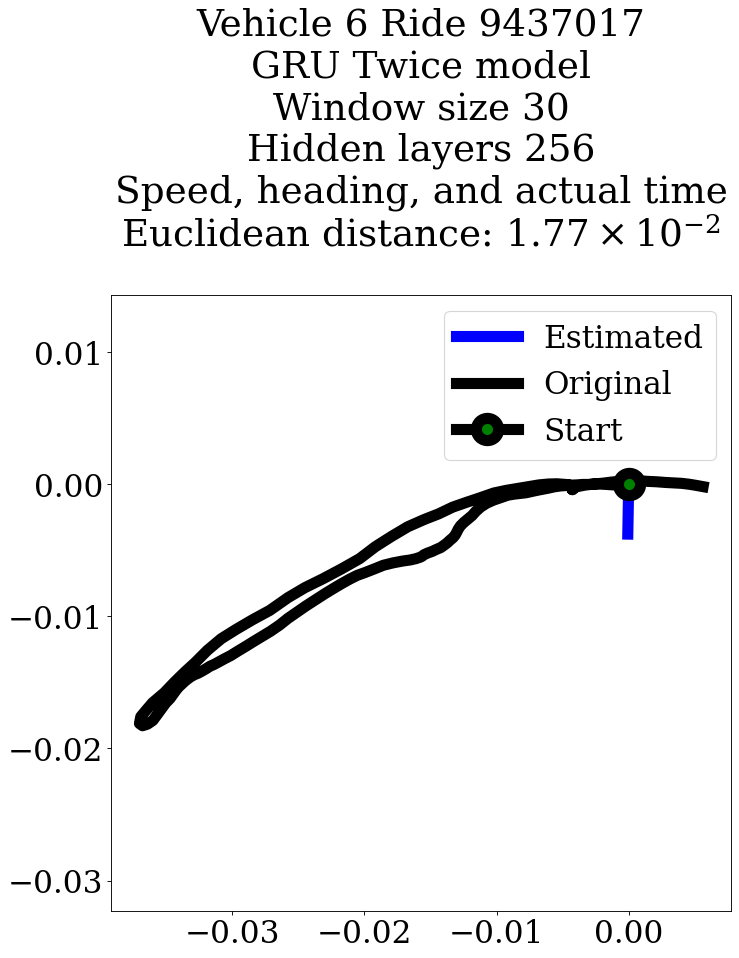 Vehicle 6 Ride 9437017
GRU Twice model
Window size 30
Hidden layers 256
Speed, heading, and actual time
Euclidean distance: 1.77 × 10⁻²
Estimated
Original
Start
0.01
0.00
−0.01
−0.02
−0.03
−0.03 −0.02 −0.01 0.00